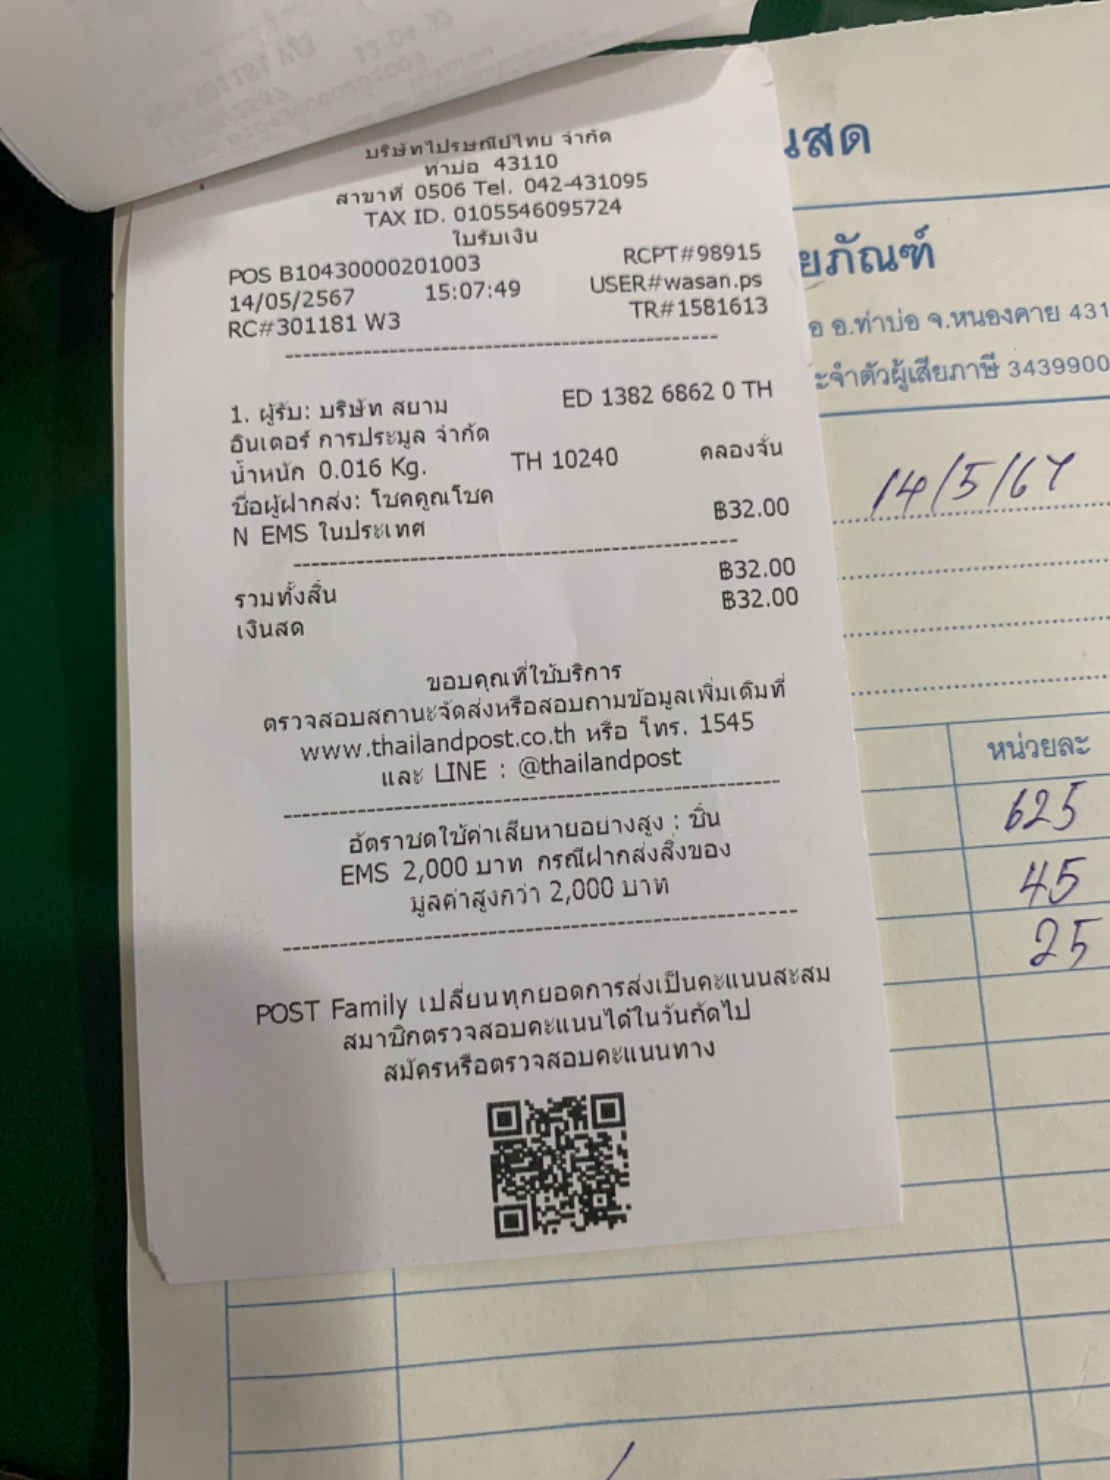 บริษัทไปรษณีย์ไทย จำกัด
ท่าบ่อ 43110
สาขาที่ 0506 Tel. 042-431095
TAX ID. 0105546095724
ใบรับเงิน
POS B10430000201003 RCPT#98915
14/05/2567 15:07:49 USER#wasan.ps
RC#301181 W3 TR#1581613
1. ผู้รับ: บริษัท สยาม ED 1382 6862 0 TH
อินเตอร์ การประมูล จำกัด
น้ำหนัก 0.016 Kg. TH 10240 คลองจั่น
ชื่อผู้ฝากส่ง: โชคคูณโชค
N EMS ในประเทศ ฿32.00
รวมทั้งสิ้น ฿32.00
เงินสด ฿32.00
ขอบคุณที่ใช้บริการ
ตรวจสอบสถานะจัดส่งหรือสอบถามข้อมูลเพิ่มเติมที่
www.thailandpost.co.th หรือ โทร. 1545
และ LINE : @thailandpost
อัตราชดใช้ค่าเสียหายอย่างสูง : ชิ้น
EMS 2,000 บาท กรณีฝากส่งสิ่งของ
มูลค่าสูงกว่า 2,000 บาท
POST Family เปลี่ยนทุกยอดการส่งเป็นคะแนนสะสม
สมาชิกตรวจสอบคะแนนได้ในวันถัดไป
สมัครหรือตรวจสอบคะแนนทาง
นสด
ยภัณฑ์
อ อ.ท่าบ่อ จ.หนองคาย 431
ะจำตัวผู้เสียภาษี 3439900
14/5/67
หน่วยละ
625
45
25